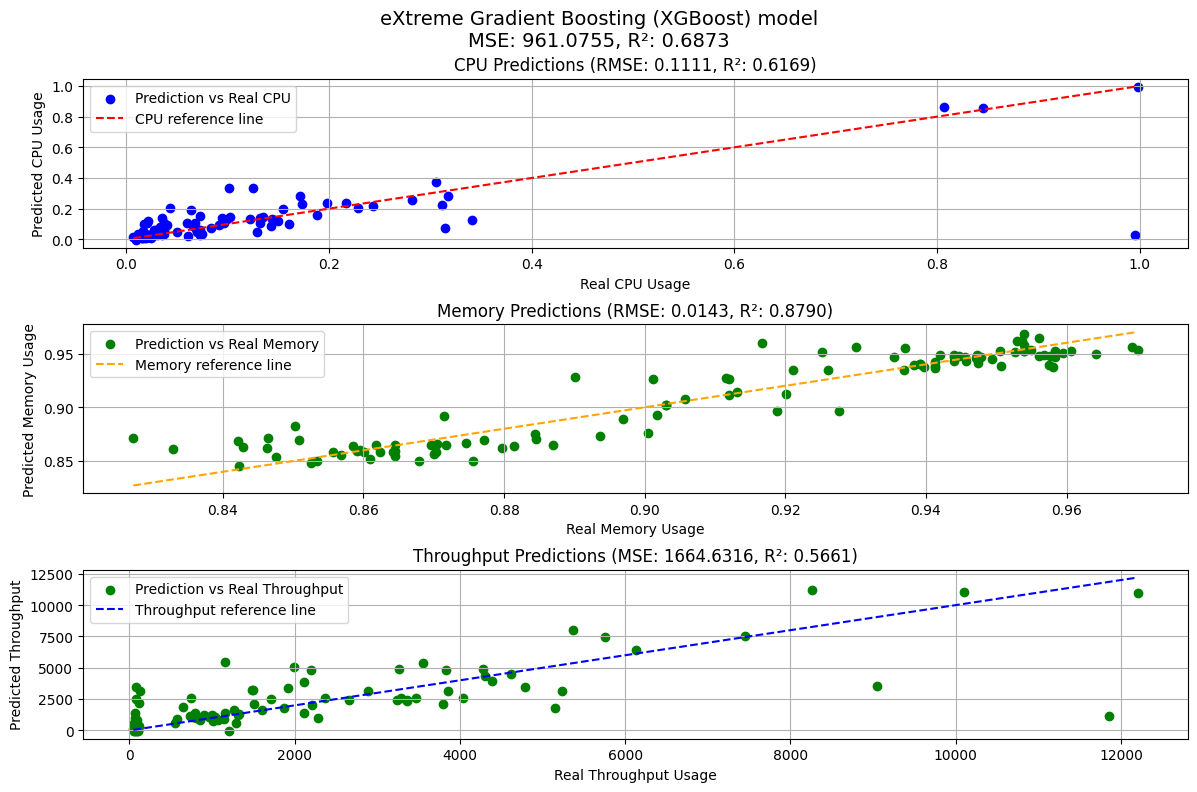 eXtreme Gradient Boosting (XGBoost) model
MSE: 961.0755, R²: 0.6873
CPU Predictions (RMSE: 0.1111, R²: 0.6169)
Prediction vs Real CPU
CPU reference line
Predicted CPU Usage
1.0
0.8
0.6
0.4
0.2
0.0
0.0 0.2 0.4 0.6 0.8 1.0
Real CPU Usage
Memory Predictions (RMSE: 0.0143, R²: 0.8790)
Prediction vs Real Memory
Memory reference line
Predicted Memory Usage
0.95
0.90
0.85
0.84 0.86 0.88 0.90 0.92 0.94 0.96
Real Memory Usage
Throughput Predictions (MSE: 1664.6316, R²: 0.5661)
Prediction vs Real Throughput
Throughput reference line
Predicted Throughput
12500
10000
7500
5000
2500
0
0 2000 4000 6000 8000 10000 12000
Real Throughput Usage